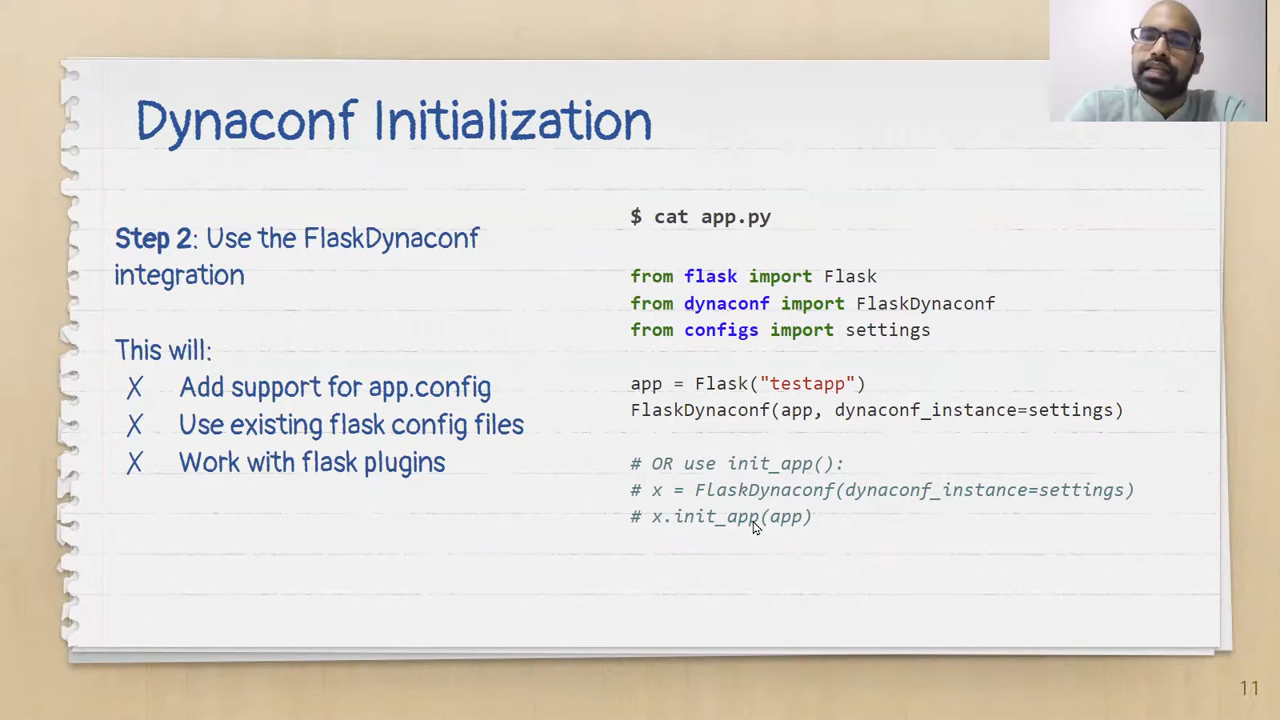 Dynaconf Initialization
Step 2: Use the FlaskDynaconf
integration
This will:
X Add support for app.config
X Use existing flask config files
X Work with flask plugins
$ cat app.py
from flask import Flask
from dynaconf import FlaskDynaconf
from configs import settings
app = Flask("testapp")
FlaskDynaconf(app, dynaconf_instance=settings)
# OR use init_app():
# x = FlaskDynaconf(dynaconf_instance=settings)
# x.init_app(app)
11